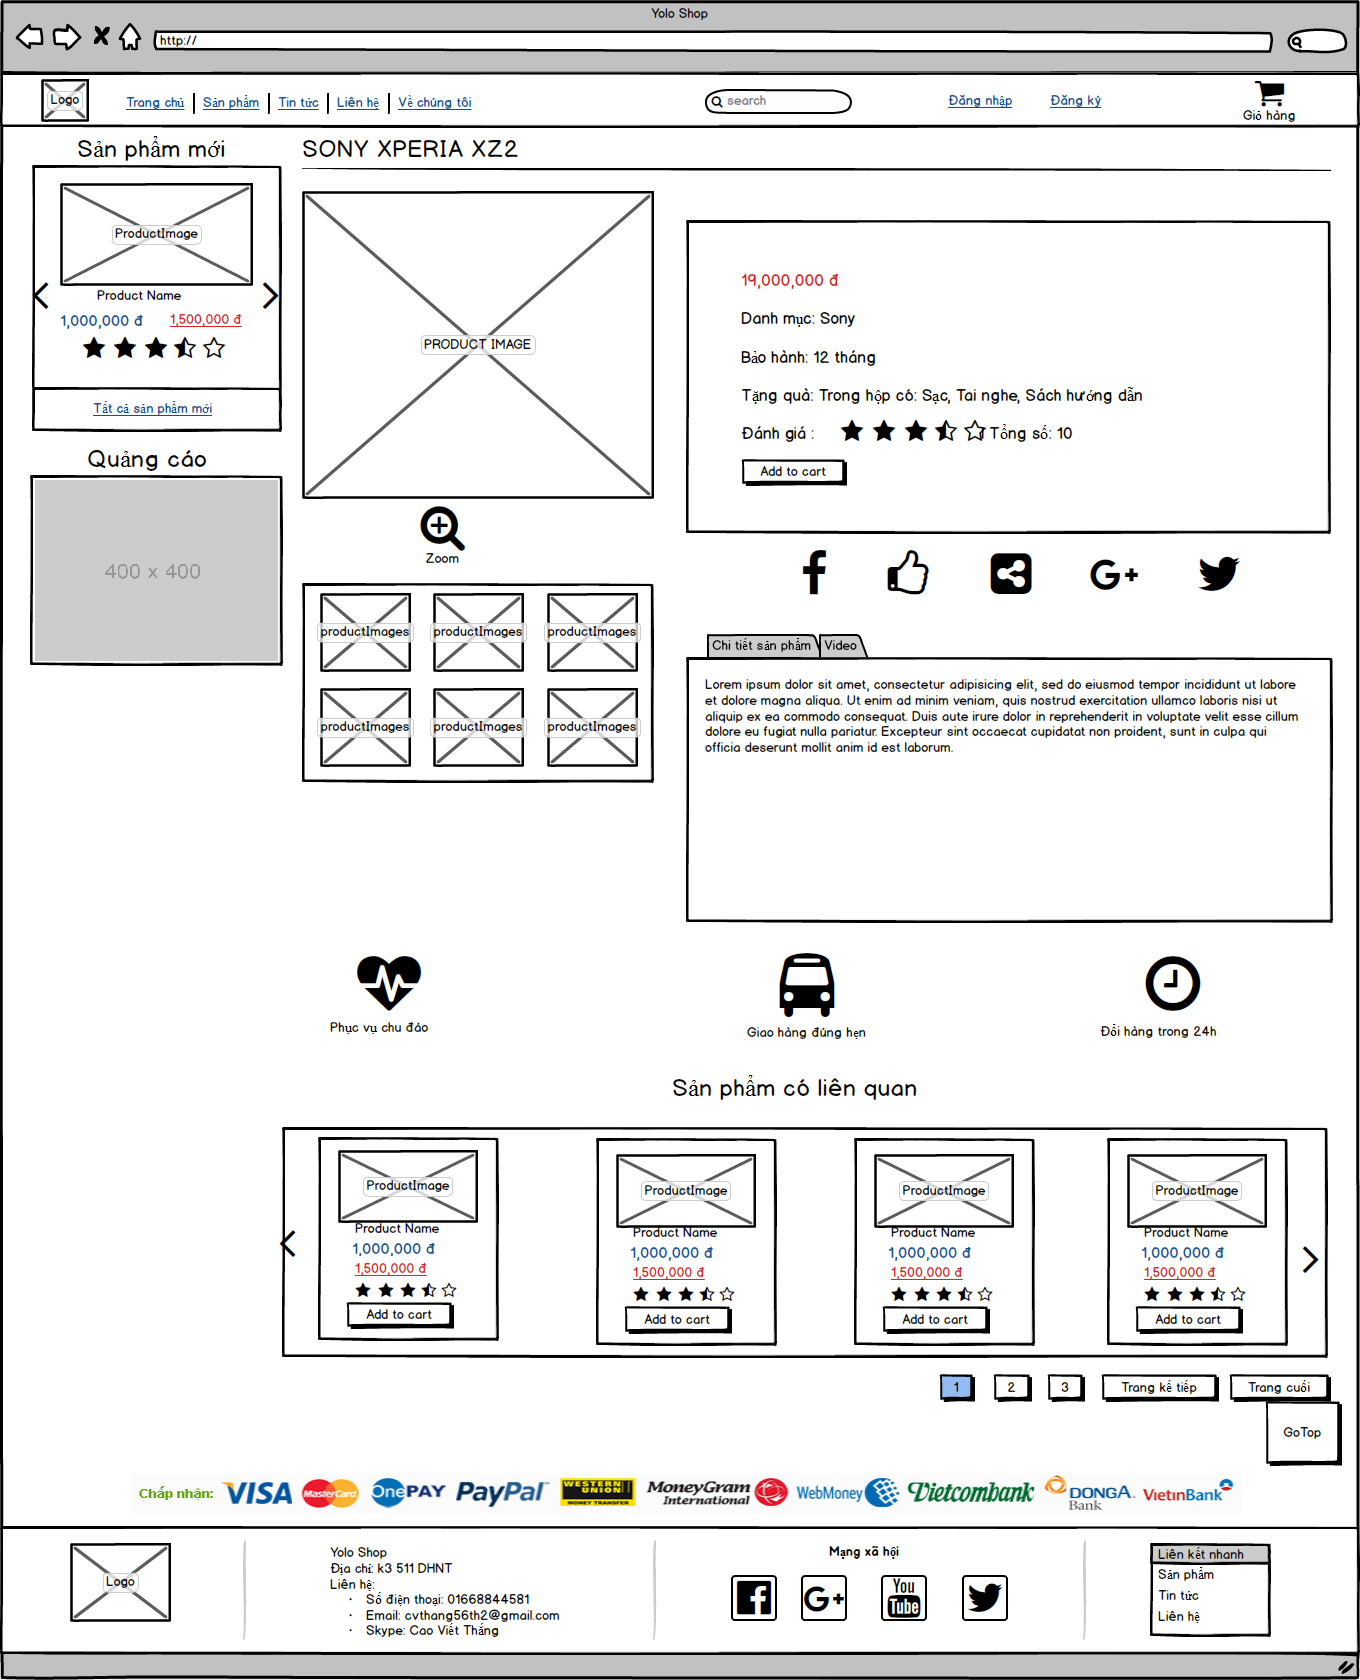 Yolo Shop
http://
Logo
Trang chủ
Sản phẩm
Tin tức
Liên hệ
Về chúng tôi
search
Đăng nhập
Đăng ký
Giỏ hàng
Sản phẩm mới
ProductImage
Product Name
1,000,000 đ
1,500,000 đ
Tất cả sản phẩm mới
Quảng cáo
400 x 400
SONY XPERIA XZ2
PRODUCT IMAGE
Zoom
productImages
productImages
productImages
productImages
productImages
productImages
19,000,000 đ
Danh mục: Sony
Bảo hành: 12 tháng
Tặng quà: Trong hộp có: Sạc, Tai nghe, Sách hướng dẫn
Đánh giá : Tổng số: 10
Add to cart
Chi tiết sản phẩm
Video
Lorem ipsum dolor sit amet, consectetur adipisicing elit, sed do eiusmod tempor incididunt ut labore
et dolore magna aliqua. Ut enim ad minim veniam, quis nostrud exercitation ullamco laboris nisi ut
aliquip ex ea commodo consequat. Duis aute irure dolor in reprehenderit in voluptate velit esse cillum
dolore eu fugiat nulla pariatur. Excepteur sint occaecat cupidatat non proident, sunt in culpa qui
officia deserunt mollit anim id est laborum.
Phục vụ chu đáo
Giao hàng đúng hẹn
Đổi hàng trong 24h
Sản phẩm có liên quan
ProductImage
Product Name
1,000,000 đ
1,500,000 đ
Add to cart
ProductImage
Product Name
1,000,000 đ
1,500,000 đ
Add to cart
ProductImage
Product Name
1,000,000 đ
1,500,000 đ
Add to cart
ProductImage
Product Name
1,000,000 đ
1,500,000 đ
Add to cart
1
2
3
Trang kế tiếp
Trang cuối
GoTop
Chấp nhận:
VISA
MasterCard
OnePAY
PayPal
WESTERN UNION
MONEY TRANSFER
MoneyGram
International
WebMoney
Vietcombank
DONGA
Bank
VietinBank
Logo
Yolo Shop
Địa chỉ: k3 511 DHNT
Liên hệ:
· Số điện thoại: 01668844581
· Email: cvthang56th2@gmail.com
· Skype: Cao Viết Thắng
Mạng xã hội
G+
You
Tube
Liên kết nhanh
Sản phẩm
Tin tức
Liên hệ